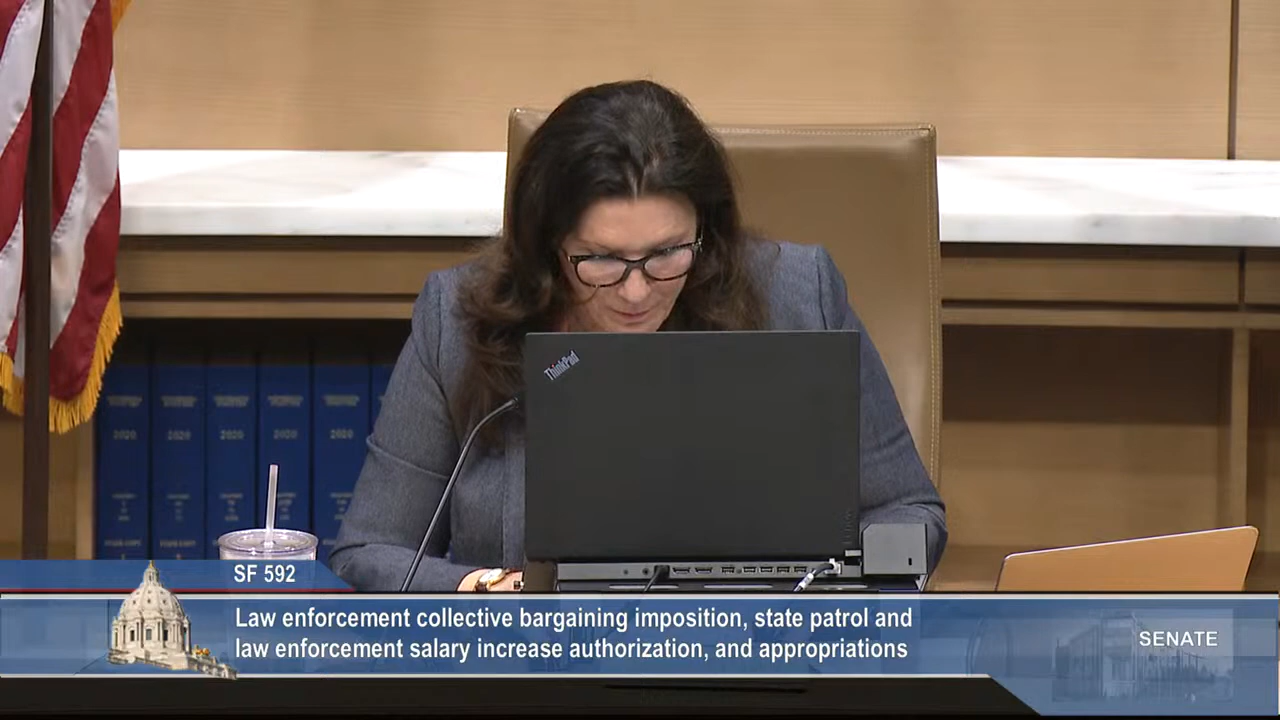 ThinkPad
2020
2020
2020
2020
2020
SF 592
Law enforcement collective bargaining imposition, state patrol and
law enforcement salary increase authorization, and appropriations
SENATE